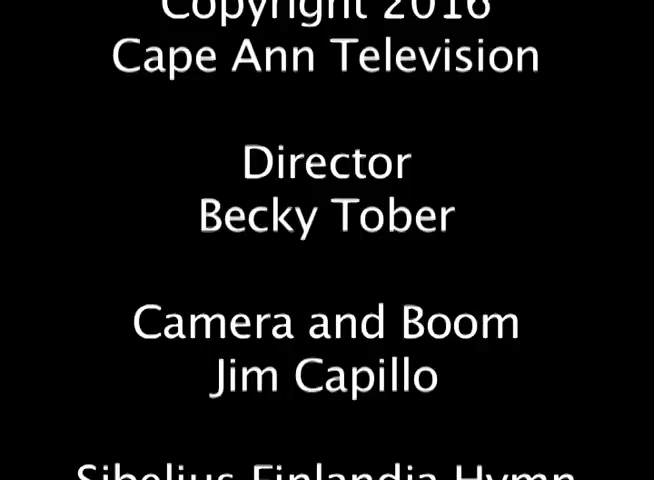 Copyright 2016
Cape Ann Television
Director
Becky Tober
Camera and Boom
Jim Capillo
Sibelius Finlandia Hymn